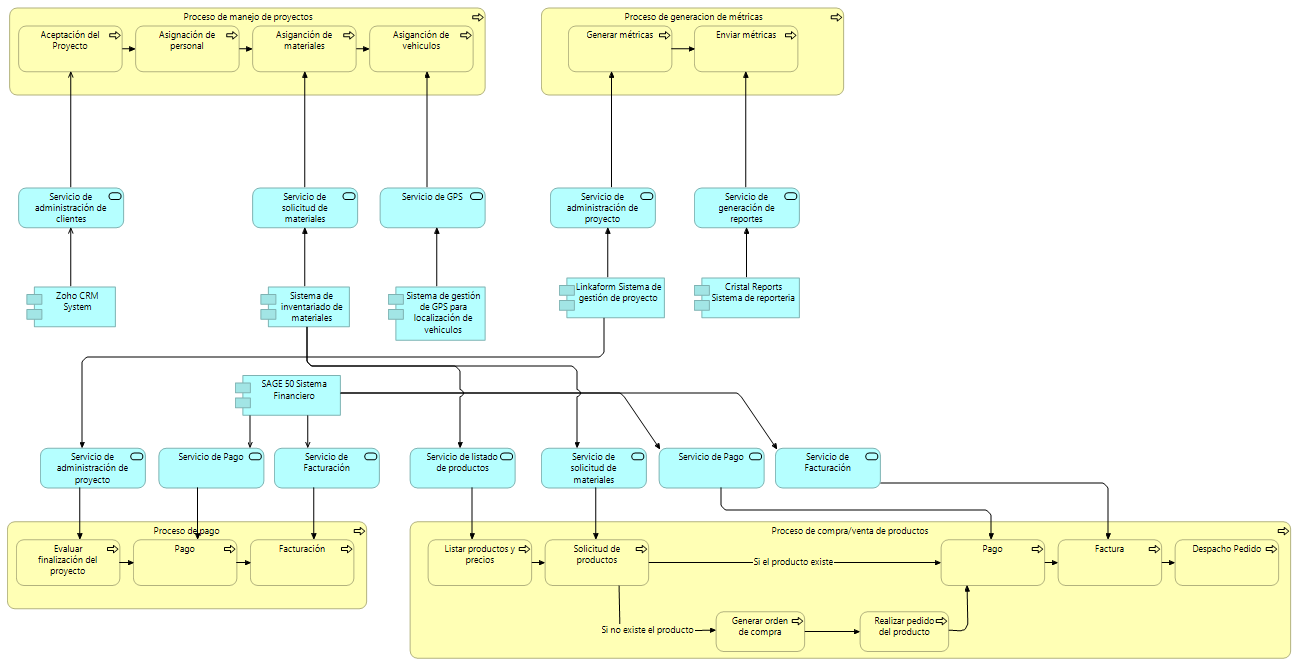 Proceso de manejo de proyectos
Aceptación del
Proyecto
Asignación de
personal
Asigancion de
materiales
Asigancion de
vehiculos
Proceso de generacion de métricas
Generar métricas
Enviar métricas
Servicio de
administración de
clientes
Servicio de
solicitud de
materiales
Servicio de GPS
Servicio de
administración de
proyecto
Servicio de
generación de
reportes
Zoho CRM
System
Sistema de
inventariado de
materiales
Sistema de gestión
de GPS para
localización de
vehiculos
Linkaform Sistema de
gestión de proyecto
Cristal Reports
Sistema de reporteria
SAGE 50 Sistema
Financiero
Servicio de
administración de
proyecto
Servicio de Pago
Servicio de
Facturación
Servicio de listado
de productos
Servicio de
solicitud de
materiales
Servicio de Pago
Servicio de
Facturación
Proceso de pago
Evaluar
finalización del
proyecto
Pago
Facturación
Proceso de compra/venta de productos
Listar productos y
precios
Solicitud de
productos
Si el producto existe
Pago
Factura
Despacho Pedido
Si no existe el producto
Generar orden
de compra
Realizar pedido
del producto